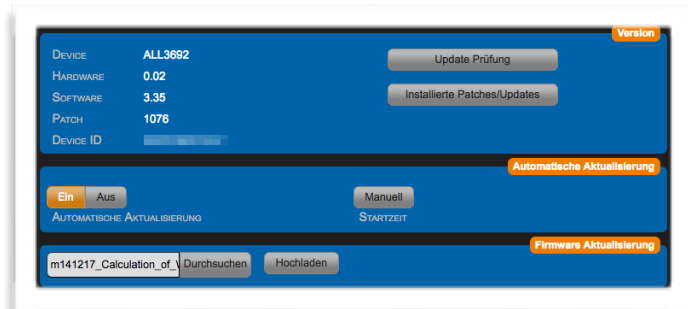 Version
Device ALL3692
Update Prüfung
Hardware 0.02
Software 3.35
Installierte Patches/Updates
Patch 1076
Device ID
Automatische Aktualisierung
Ein Aus
Manuell
Automatische Aktualisierung
Startzeit
Firmware Aktualisierung
m141217_Calculation_of_ Durchsuchen Hochladen